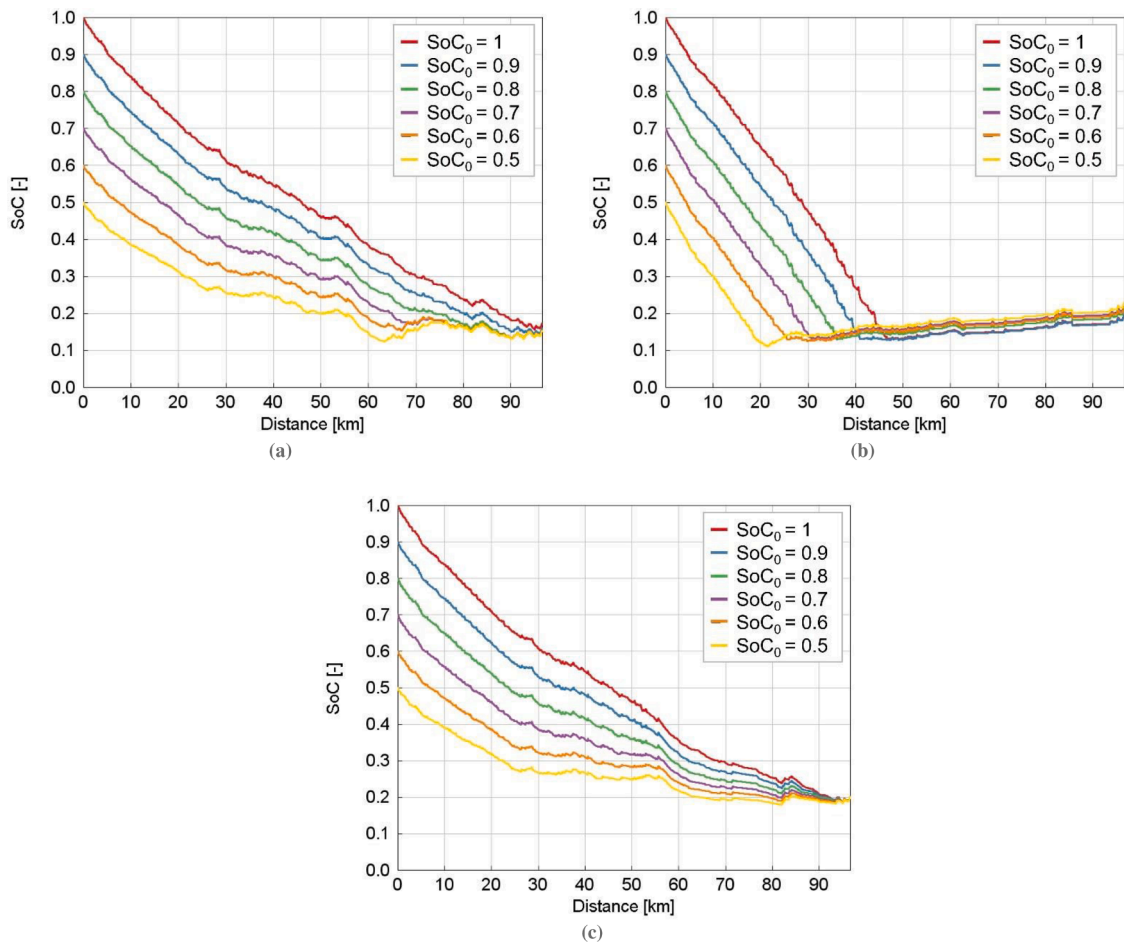 1.0
0.9
0.8
0.7
0.6
0.5
0.4
0.3
0.2
0.1
0.0
SoC [-]
SoC₀ = 1
SoC₀ = 0.9
SoC₀ = 0.8
SoC₀ = 0.7
SoC₀ = 0.6
SoC₀ = 0.5
0 10 20 30 40 50 60 70 80 90
Distance [km]
(a)
1.0
0.9
0.8
0.7
0.6
0.5
0.4
0.3
0.2
0.1
0.0
SoC [-]
SoC₀ = 1
SoC₀ = 0.9
SoC₀ = 0.8
SoC₀ = 0.7
SoC₀ = 0.6
SoC₀ = 0.5
0 10 20 30 40 50 60 70 80 90
Distance [km]
(b)
1.0
0.9
0.8
0.7
0.6
0.5
0.4
0.3
0.2
0.1
0.0
SoC [-]
SoC₀ = 1
SoC₀ = 0.9
SoC₀ = 0.8
SoC₀ = 0.7
SoC₀ = 0.6
SoC₀ = 0.5
0 10 20 30 40 50 60 70 80 90
Distance [km]
(c)